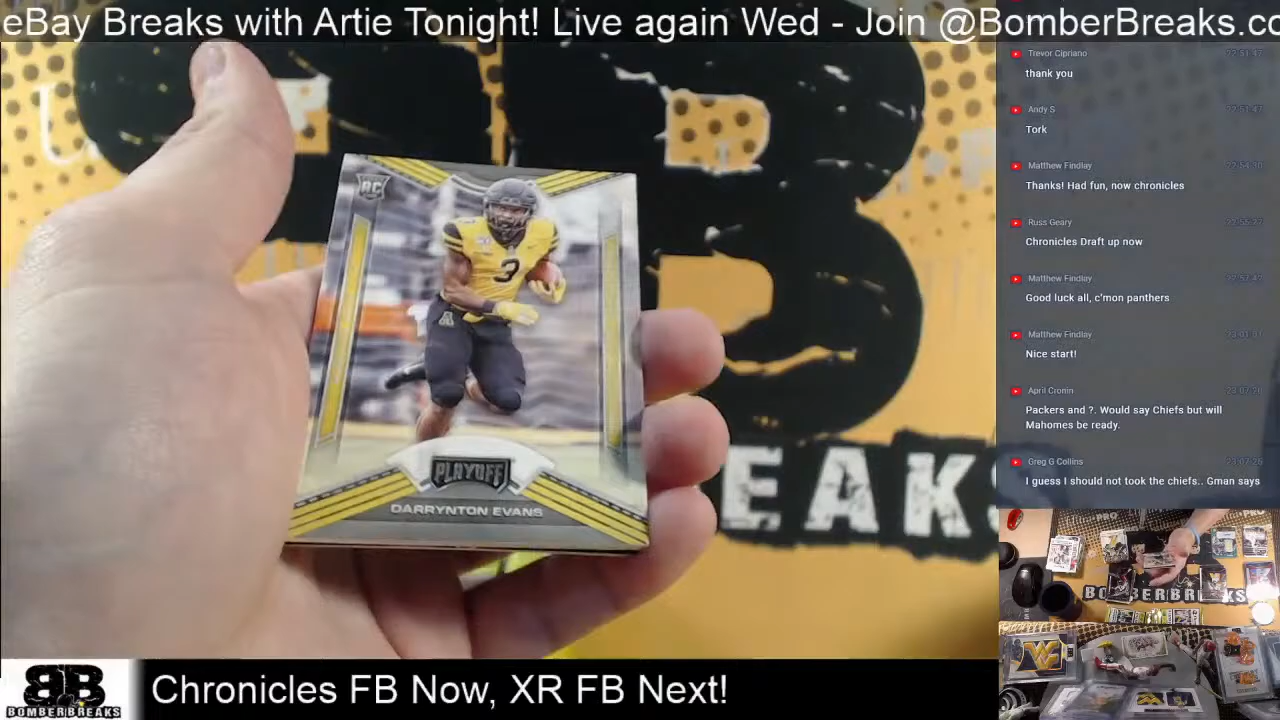 eBay Breaks with Artie Tonight! Live again Wed - Join @BomberBreaks.co
RC
3
A
PLAYOFF
DARRYNTON EVANS
EAKS
Trevor Cipriano
thank you
Andy S
Tork
Matthew Findlay
Thanks! Had fun, now chronicles
Russ Geary
Chronicles Draft up now
Matthew Findlay
Good luck all, c'mon panthers
Matthew Findlay
Nice start!
April Cronin
Packers and ?. Would say Chiefs but will
Mahomes be ready.
Greg G Collins
I guess I should not took the chiefs.. Gman says
BB
BOMBERBREAKS
Chronicles FB Now, XR FB Next!